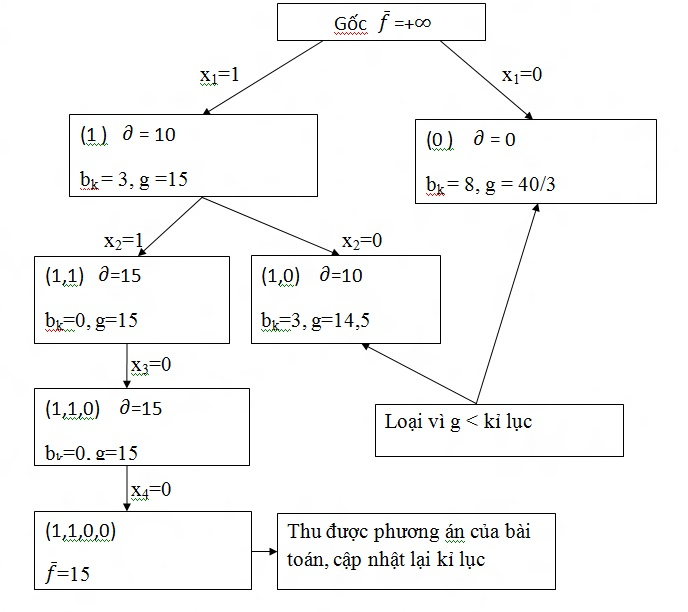 Gốc f̄ =+∞
x1=1
x1=0
(1 ) ∂ = 10
bk = 3, g =15
(0 ) ∂ = 0
bk = 8, g = 40/3
x2=1
x2=0
(1,1) ∂=15
bk=0, g=15
(1,0) ∂=10
bk=3, g=14,5
x3=0
(1,1,0) ∂=15
bk=0, g=15
Loại vì g < kỉ lục
x4=0
(1,1,0,0)
f̄=15
Thu được phương án của bài
toán, cập nhật lại kỉ lục